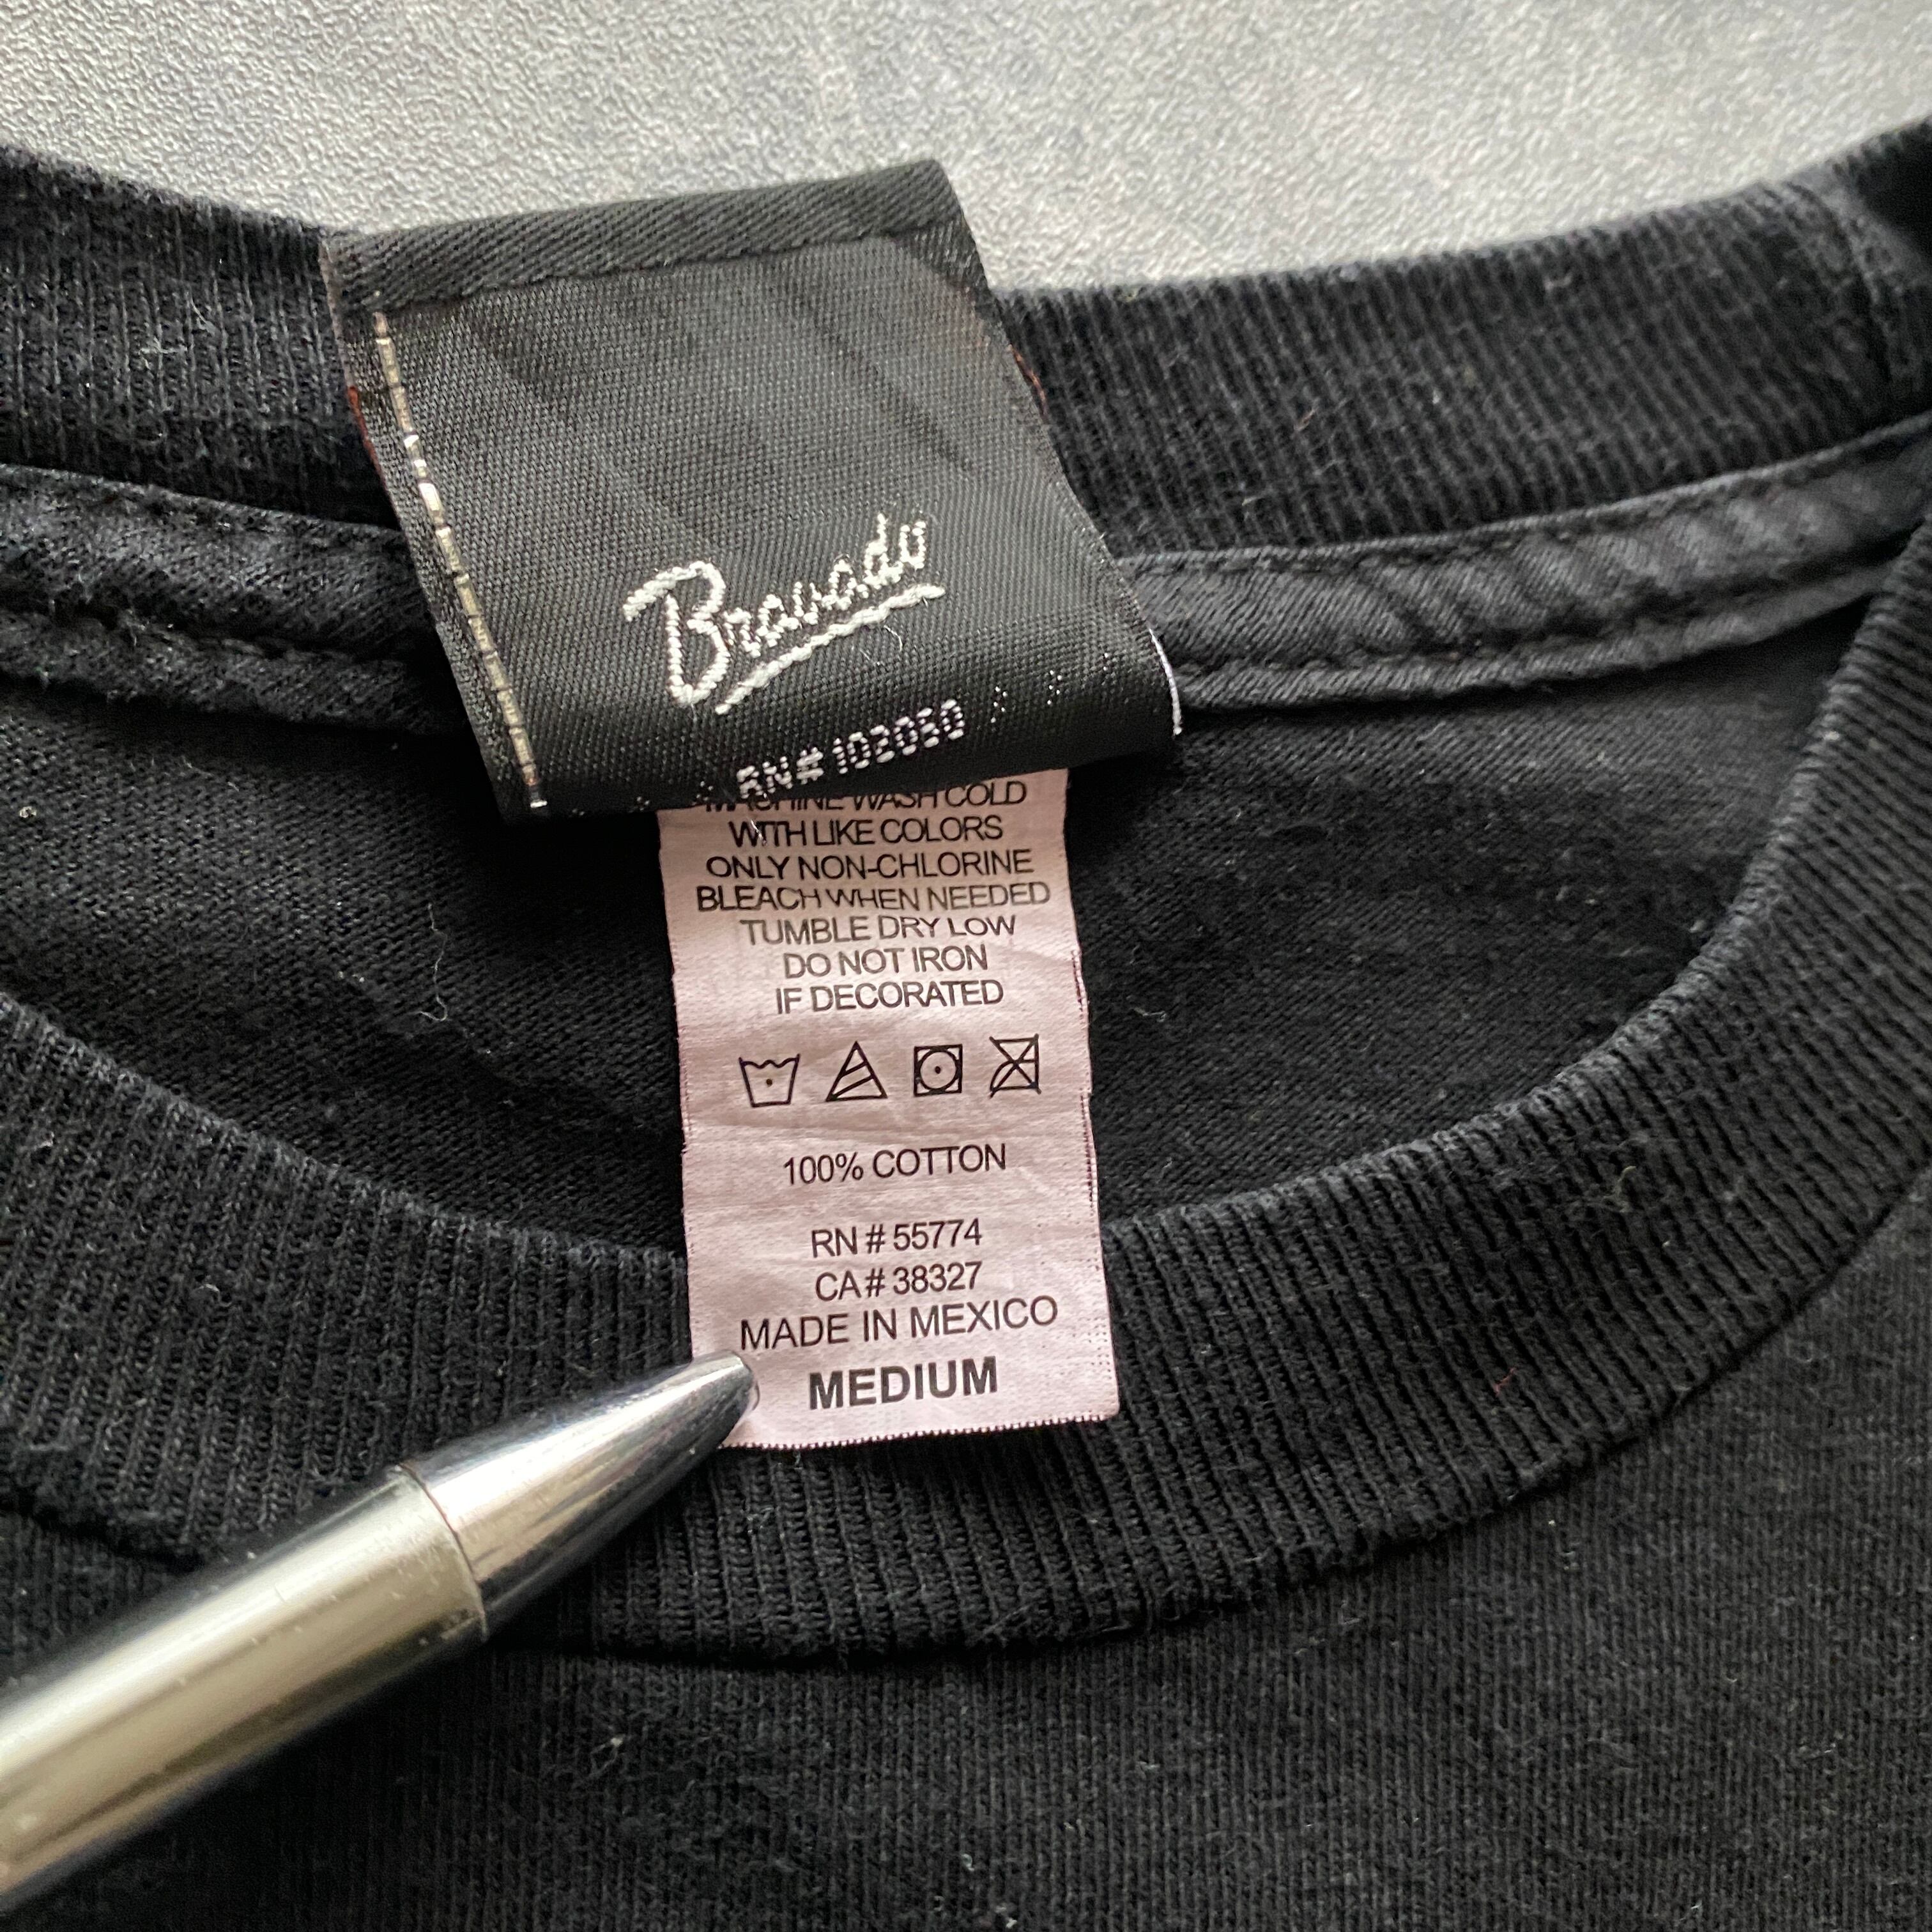 Bravado
RN# 102050
MACHINE WASH COLD
WITH LIKE COLORS
ONLY NON-CHLORINE
BLEACH WHEN NEEDED
TUMBLE DRY LOW
DO NOT IRON
IF DECORATED
100% COTTON
RN # 55774
CA# 38327
MADE IN MEXICO
MEDIUM